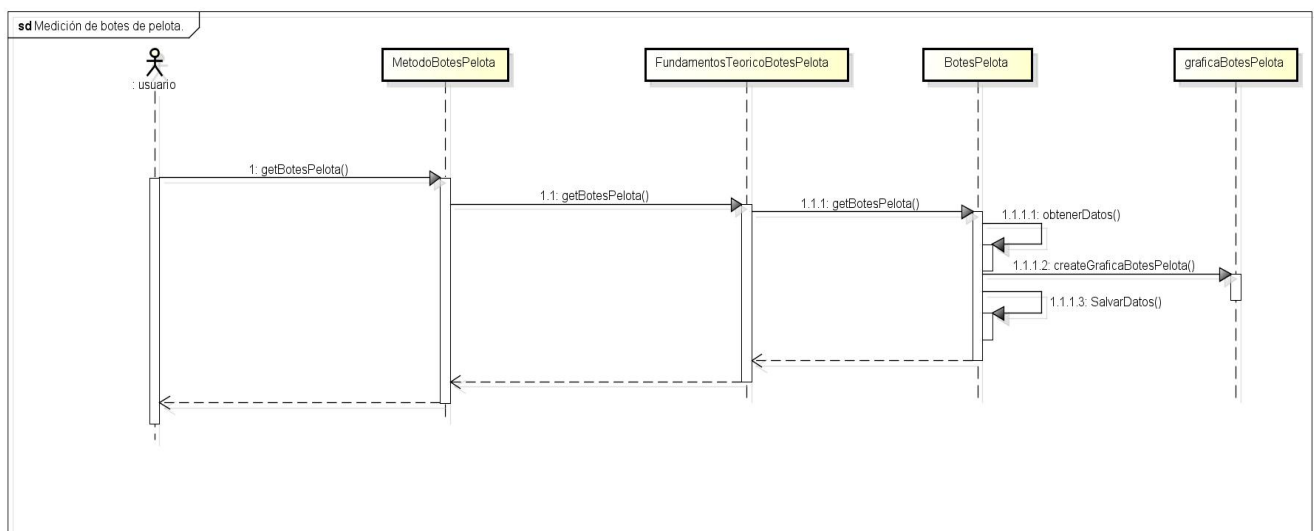 sd Medición de botes de pelota.
: usuario
MetodoBotesPelota
FundamentosTeoricoBotesPelota
BotesPelota
graficaBotesPelota
1: getBotesPelota()
1.1: getBotesPelota()
1.1.1: getBotesPelota()
1.1.1.1: obtenerDatos()
1.1.1.2: createGraficaBotesPelota()
1.1.1.3: SalvarDatos()